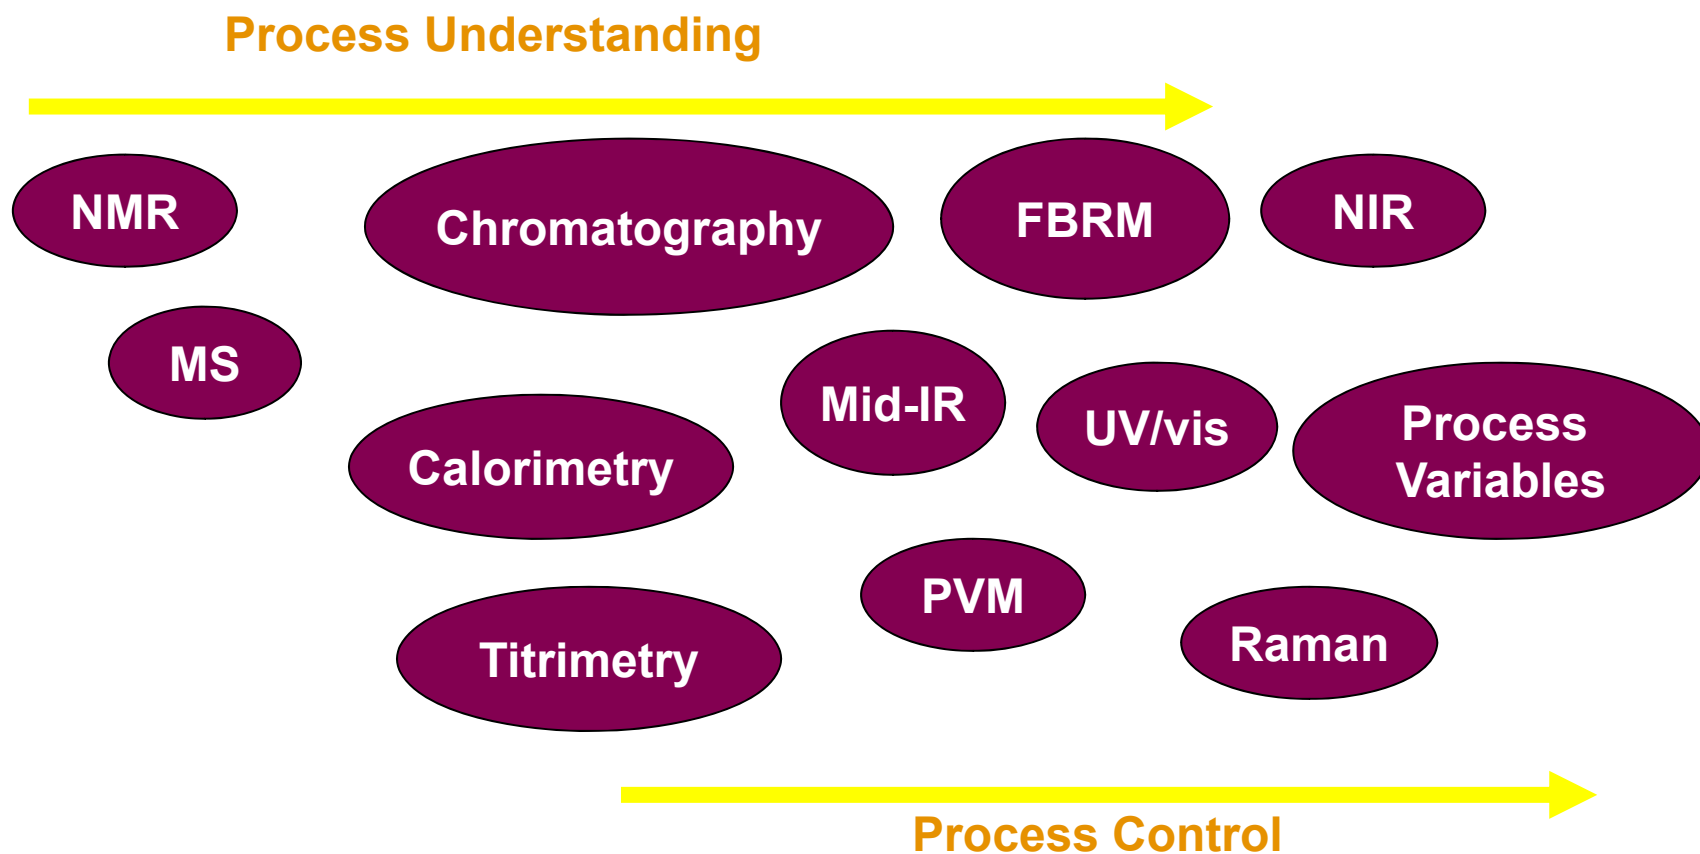 Process Understanding
NMR
Chromatography
FBRM
NIR
MS
Mid-IR
UV/vis
Process
Variables
Calorimetry
PVM
Raman
Titrimetry
Process Control